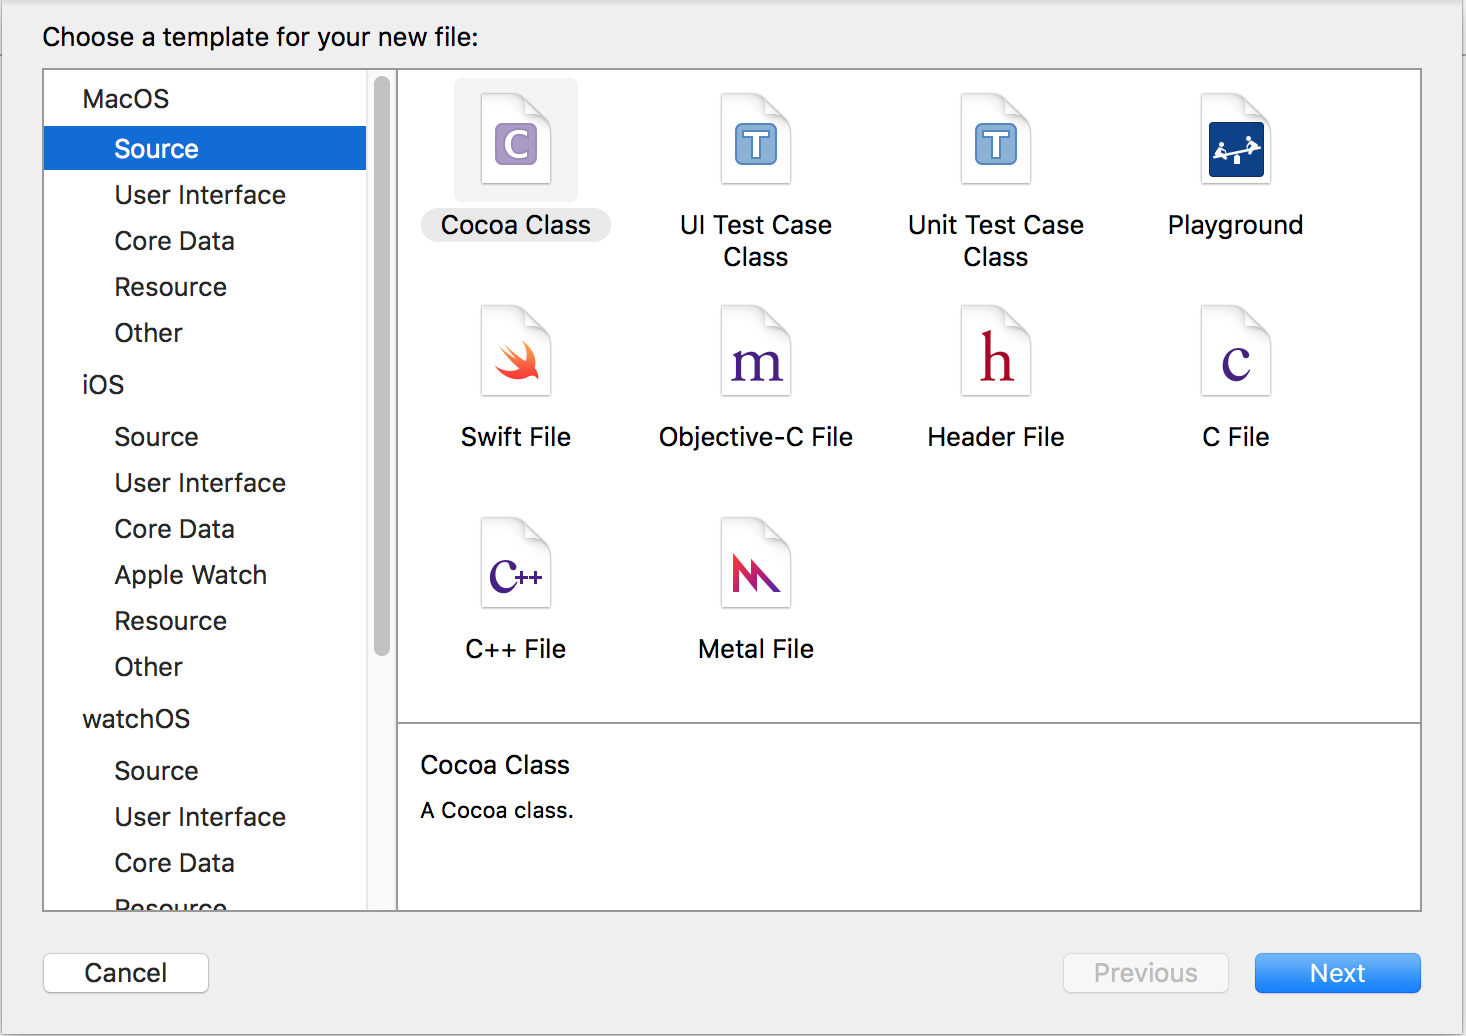 Choose a template for your new file:
MacOS
Source
User Interface
Core Data
Resource
Other
iOS
Source
User Interface
Core Data
Apple Watch
Resource
Other
watchOS
Source
User Interface
Core Data
Resource
C
T
T
Cocoa Class
UI Test Case
Class
Unit Test Case
Class
Playground
m
h
c
Swift File
Objective-C File
Header File
C File
C++
C++ File
Metal File
Cocoa Class
A Cocoa class.
Cancel
Previous
Next